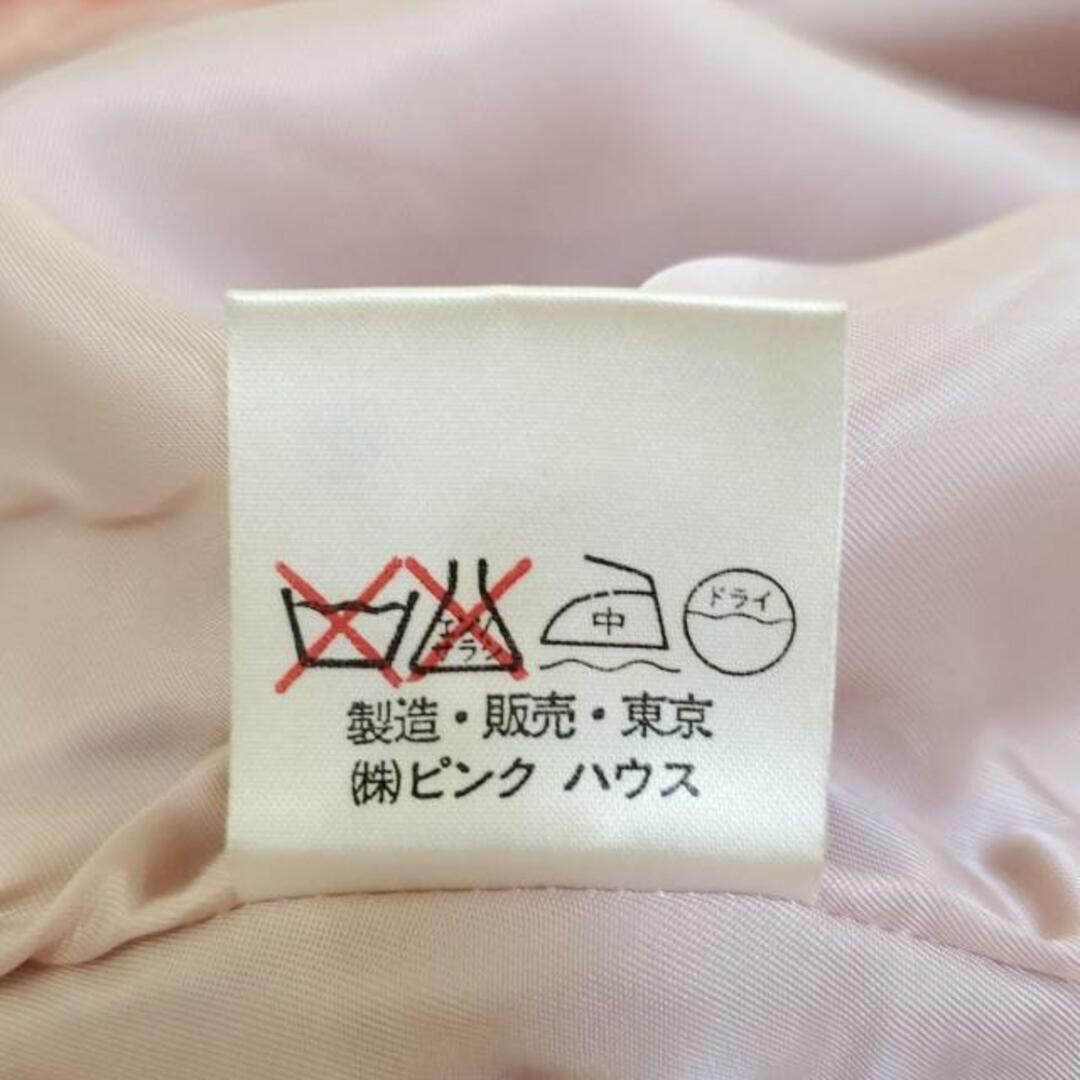 エンソ
サラシ
中
ドライ
製造・販売・東京
(株)ピンク ハウス